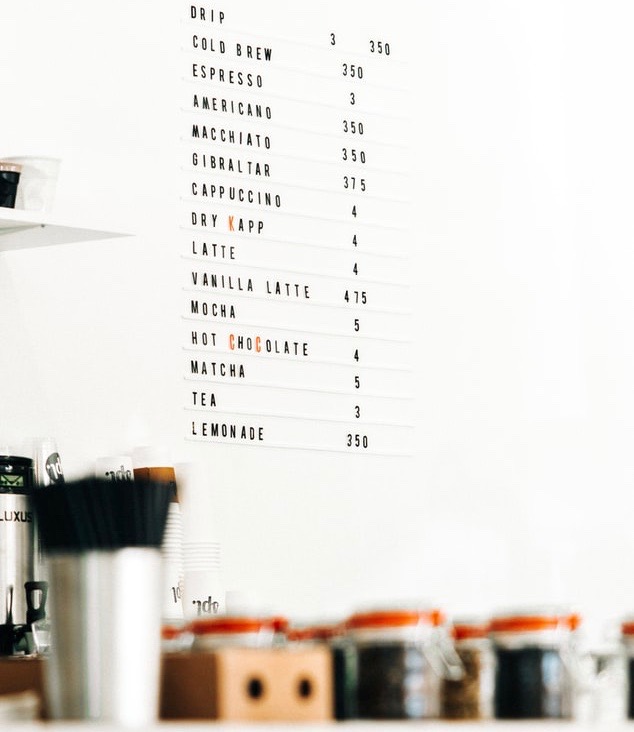 DRIP 3 350
COLD BREW 350
ESPRESSO 3
AMERICANO 350
MACCHIATO 350
GIBRALTAR 375
CAPPUCCINO 4
DRY KAPP 4
LATTE 4
VANILLA LATTE 475
MOCHA 5
HOT CHOCOLATE 4
MATCHA 5
TEA 3
LEMONADE 350
LUXUS